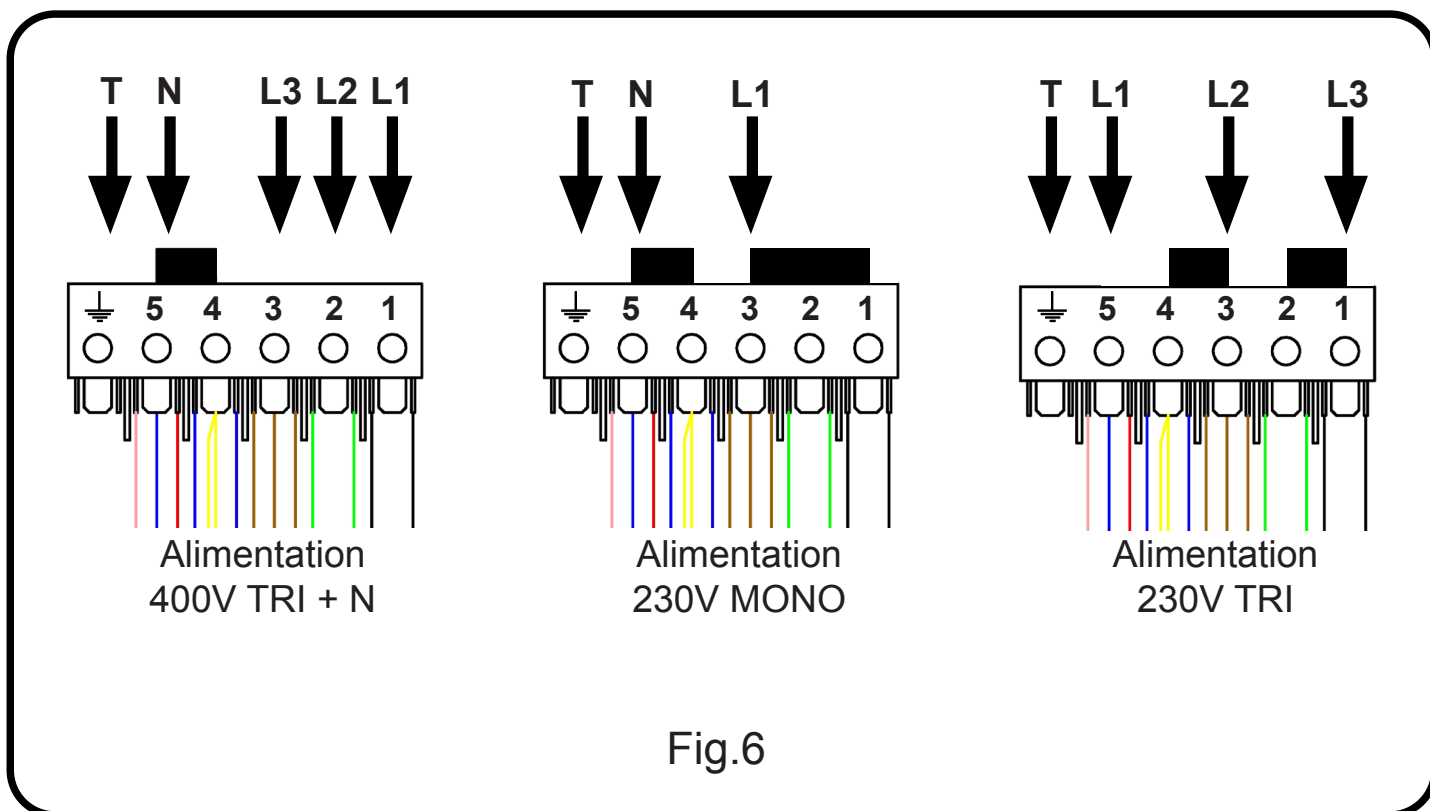 T N L3 L2 L1
5 4 3 2 1
Alimentation
400V TRI + N
T N L1
5 4 3 2 1
Alimentation
230V MONO
T L1 L2 L3
5 4 3 2 1
Alimentation
230V TRI
Fig.6